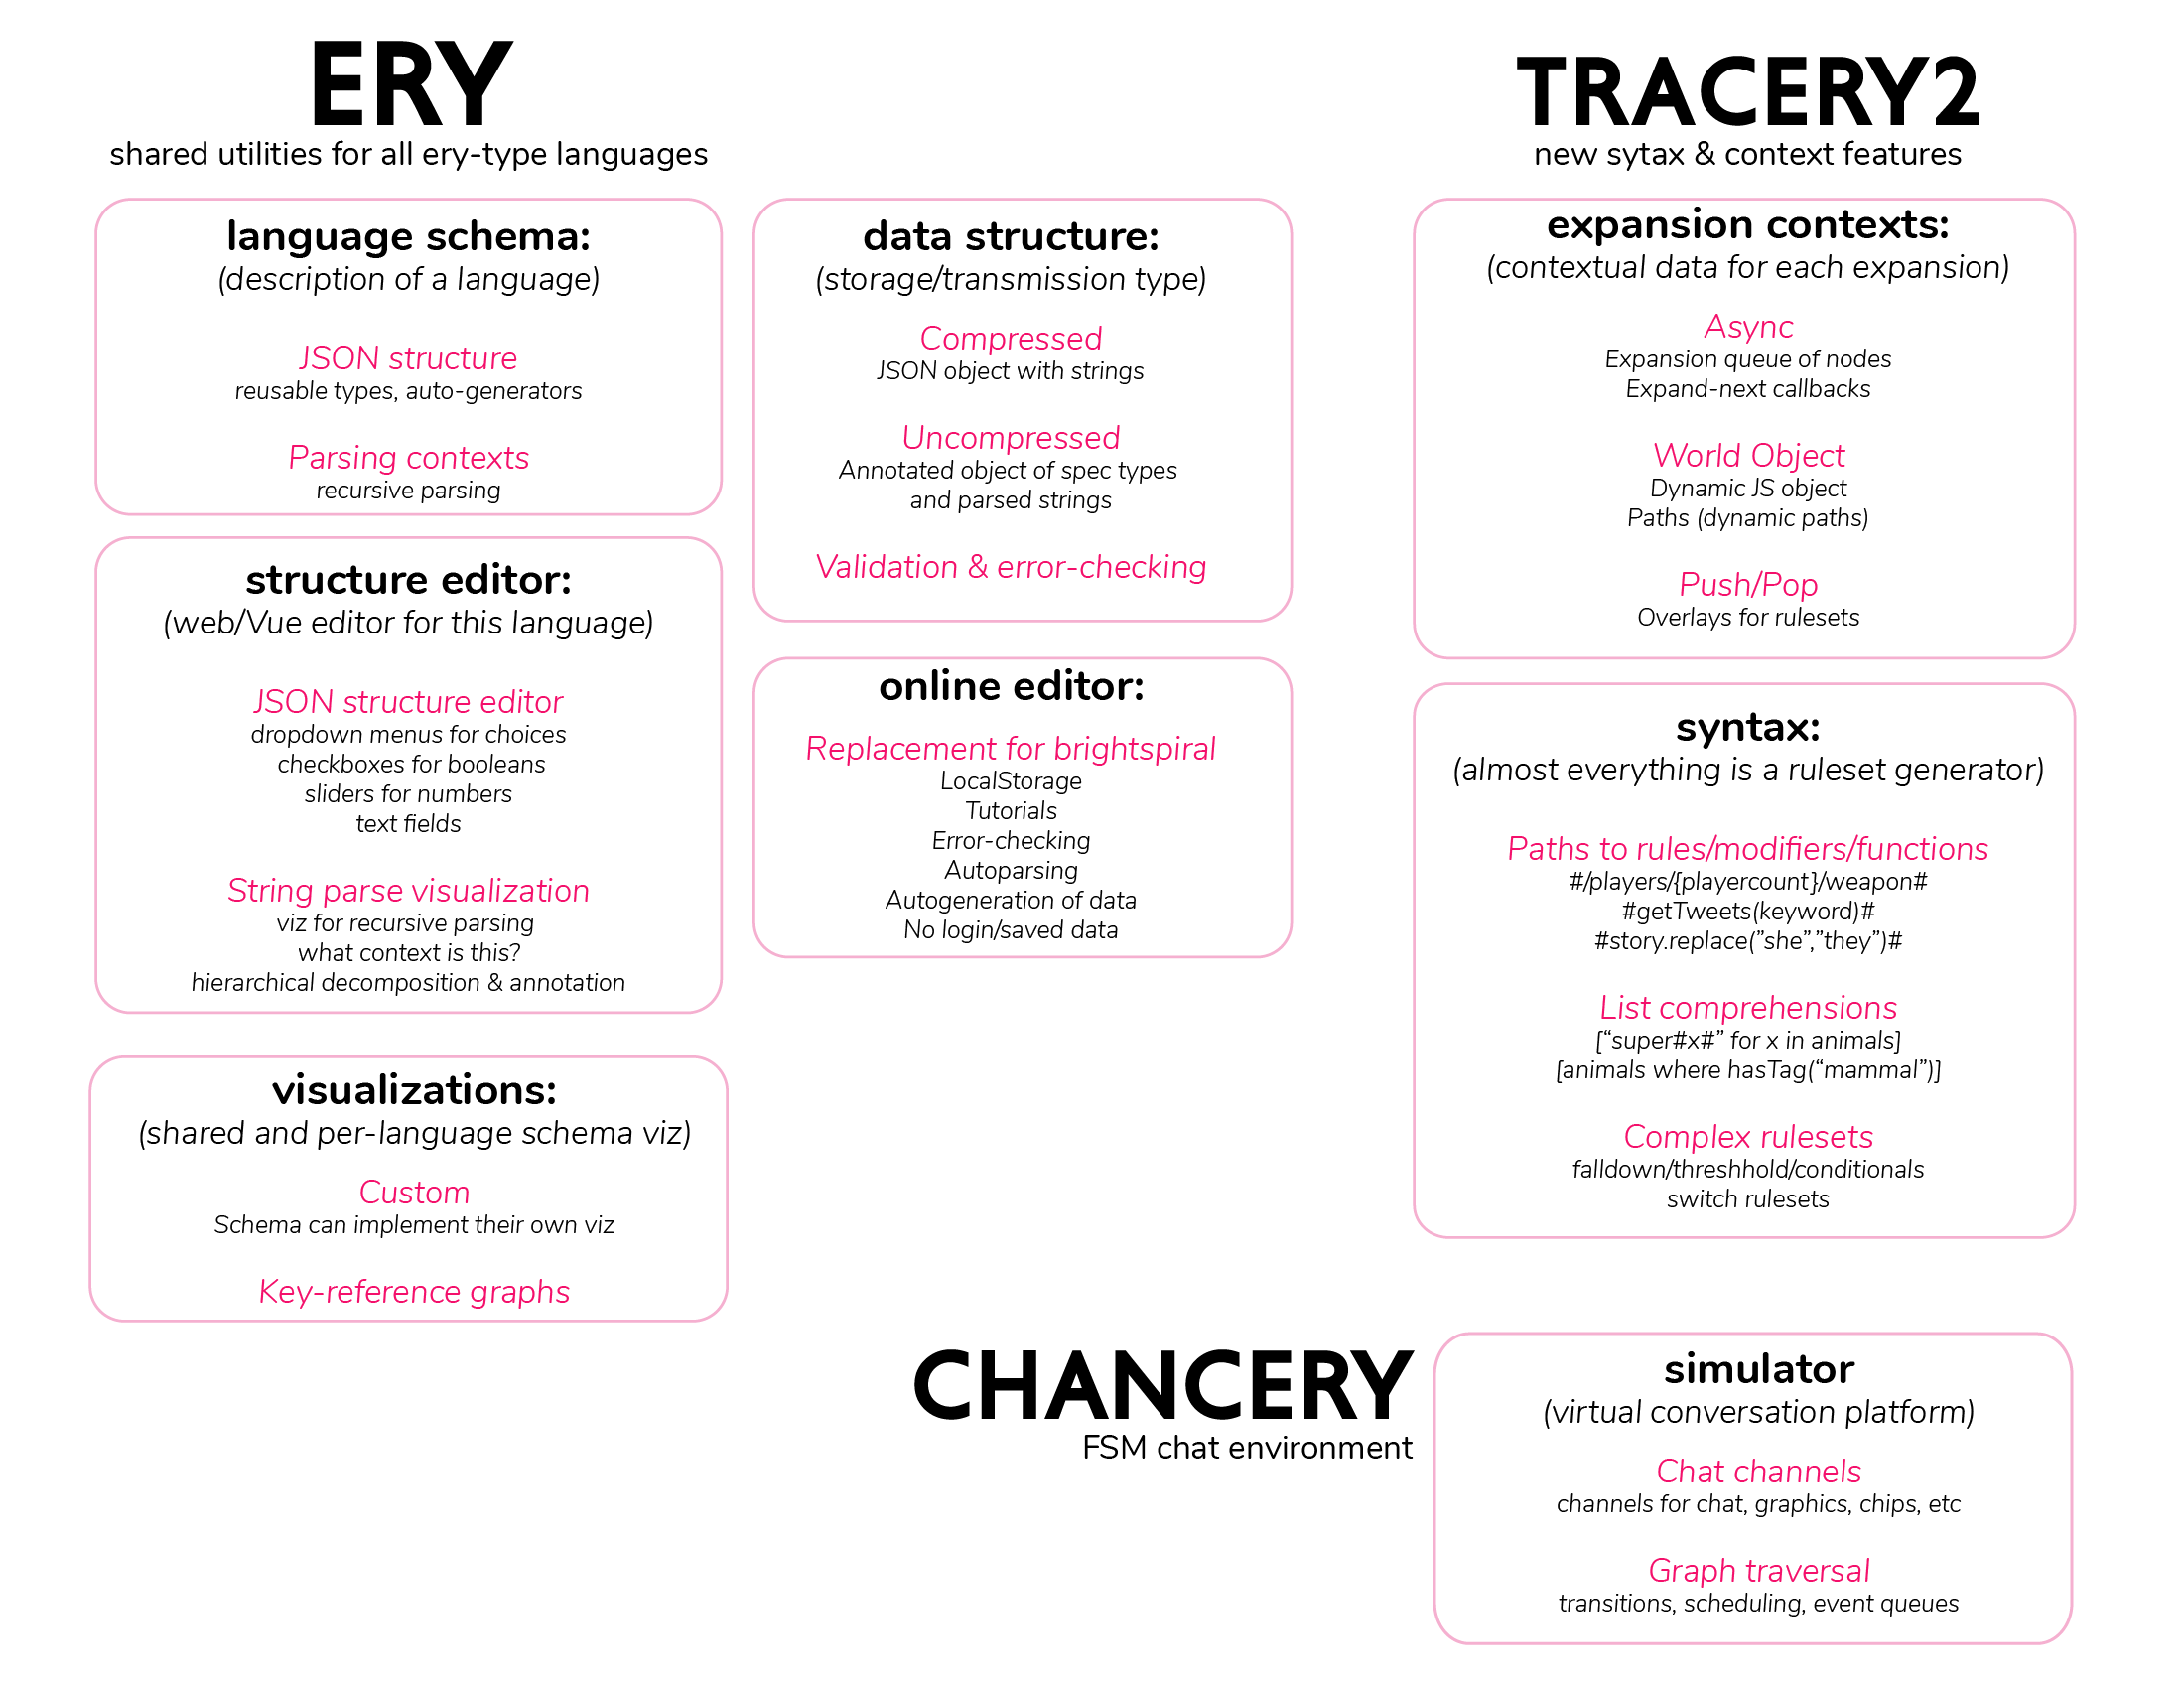 ERY
shared utilities for all ery-type languages
language schema:
(description of a language)
JSON structure
reusable types, auto-generators
Parsing contexts
recursive parsing
structure editor:
(web/Vue editor for this language)
JSON structure editor
dropdown menus for choices
checkboxes for booleans
sliders for numbers
text fields
String parse visualization
viz for recursive parsing
what context is this?
hierarchical decomposition & annotation
visualizations:
(shared and per-language schema viz)
Custom
Schema can implement their own viz
Key-reference graphs
data structure:
(storage/transmission type)
Compressed
JSON object with strings
Uncompressed
Annotated object of spec types
and parsed strings
Validation & error-checking
online editor:
Replacement for brightspiral
LocalStorage
Tutorials
Error-checking
Autoparsing
Autogeneration of data
No login/saved data
TRACERY2
new sytax & context features
expansion contexts:
(contextual data for each expansion)
Async
Expansion queue of nodes
Expand-next callbacks
World Object
Dynamic JS object
Paths (dynamic paths)
Push/Pop
Overlays for rulesets
syntax:
(almost everything is a ruleset generator)
Paths to rules/modifiers/functions
#/players/{playercount}/weapon#
#getTweets(keyword)#
#story.replace(”she”,”they”)#
List comprehensions
[“super#x#” for x in animals]
[animals where hasTag(“mammal”)]
Complex rulesets
falldown/threshhold/conditionals
switch rulesets
CHANCERY
FSM chat environment
simulator
(virtual conversation platform)
Chat channels
channels for chat, graphics, chips, etc
Graph traversal
transitions, scheduling, event queues